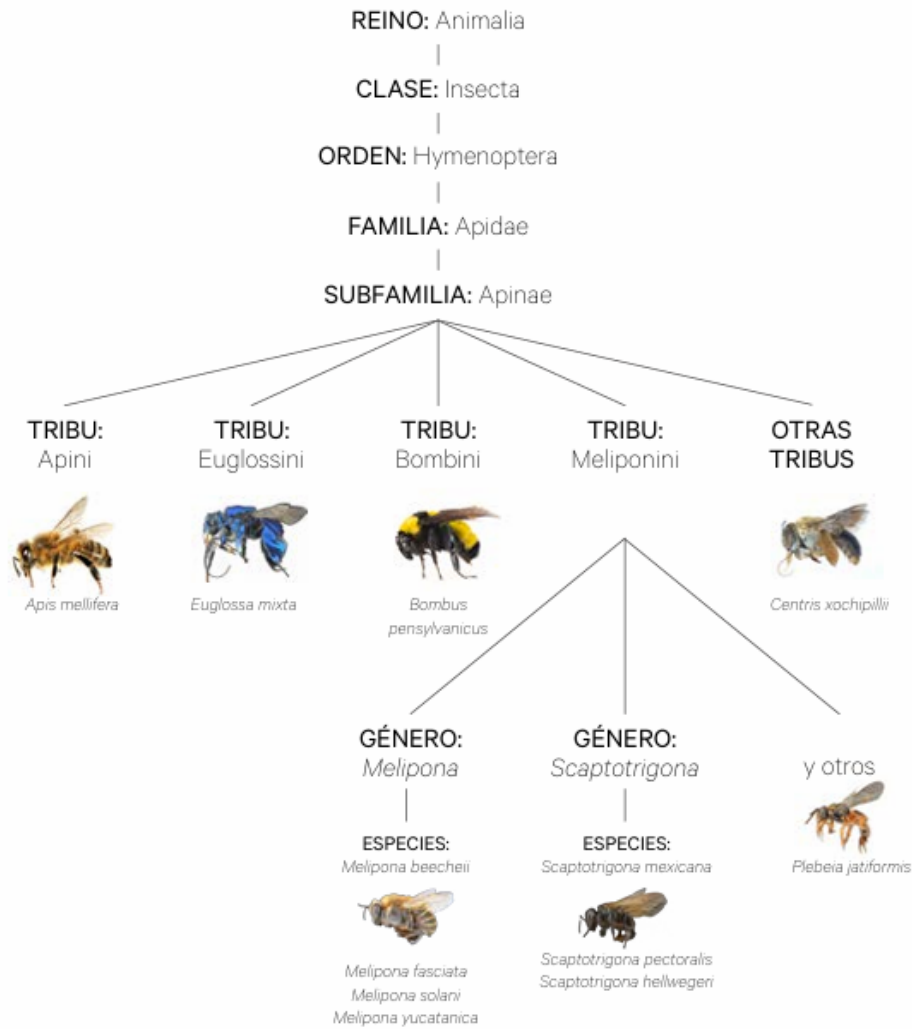 REINO: Animalia
CLASE: Insecta
ORDEN: Hymenoptera
FAMILIA: Apidae
SUBFAMILIA: Apinae
TRIBU:
Apini
Apis mellifera
TRIBU:
Euglossini
Euglossa mixta
TRIBU:
Bombini
Bombus
pensylvanicus
TRIBU:
Meliponini
OTRAS
TRIBUS
Centris xochipillii
GÉNERO:
Melipona
ESPECIES:
Melipona beecheii
Melipona fasciata
Melipona solani
Melipona yucatanica
GÉNERO:
Scaptotrigona
ESPECIES:
Scaptotrigona mexicana
Scaptotrigona pectoralis
Scaptotrigona hellwegeri
y otros
Plebeia jatiformis